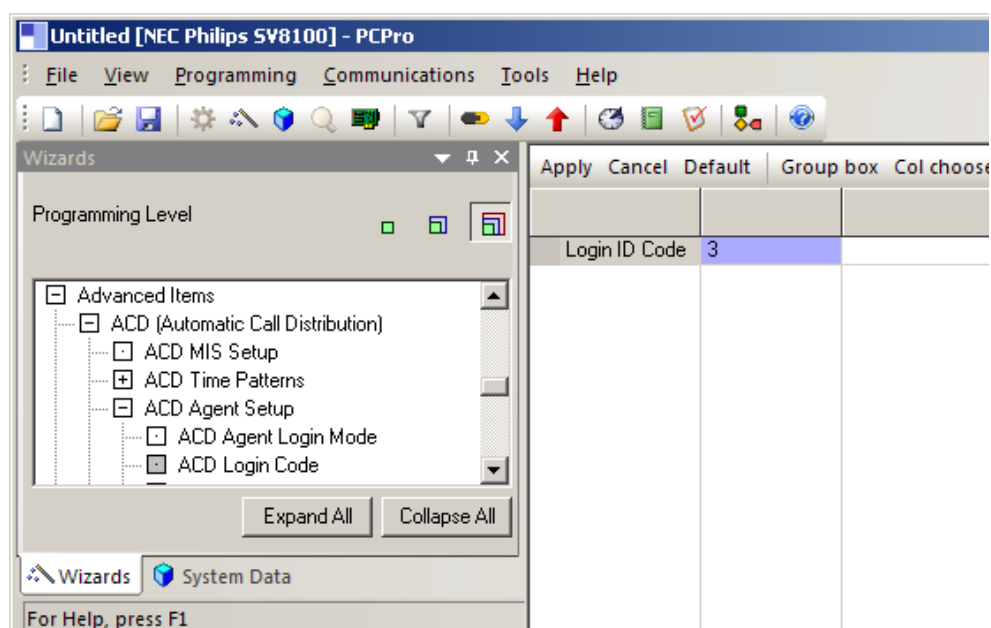 Untitled [NEC Philips SV8100] - PCPro
File View Programming Communications Tools Help
Wizards
Apply Cancel Default Group box Col choose
Programming Level
Login ID Code 3
Advanced Items
ACD (Automatic Call Distribution)
ACD MIS Setup
ACD Time Patterns
ACD Agent Setup
ACD Agent Login Mode
ACD Login Code
Expand All Collapse All
Wizards System Data
For Help, press F1